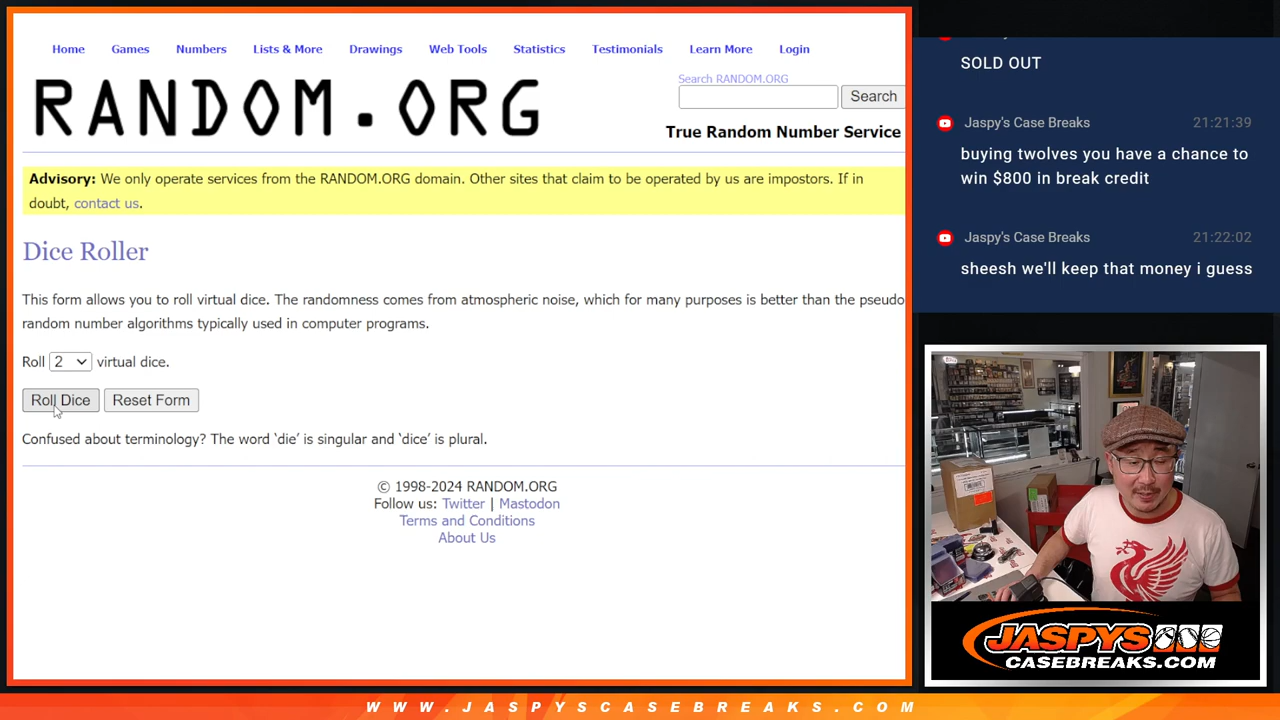 Home Games Numbers Lists & More Drawings Web Tools Statistics Testimonials Learn More Login
RANDOM.ORG
Search RANDOM.ORG
Search
True Random Number Service
Advisory: We only operate services from the RANDOM.ORG domain. Other sites that claim to be operated by us are impostors. If in
doubt, contact us.
Dice Roller
This form allows you to roll virtual dice. The randomness comes from atmospheric noise, which for many purposes is better than the pseudo
random number algorithms typically used in computer programs.
Roll 2 virtual dice.
Roll Dice Reset Form
Confused about terminology? The word ‘die’ is singular and ‘dice’ is plural.
© 1998-2024 RANDOM.ORG
Follow us: Twitter | Mastodon
Terms and Conditions
About Us
SOLD OUT
Jaspy's Case Breaks 21:21:39
buying twolves you have a chance to
win $800 in break credit
Jaspy's Case Breaks 21:22:02
sheesh we'll keep that money i guess
JASPYS
CASEBREAKS.COM
WWW.JASPYSCASEBREAKS.COM